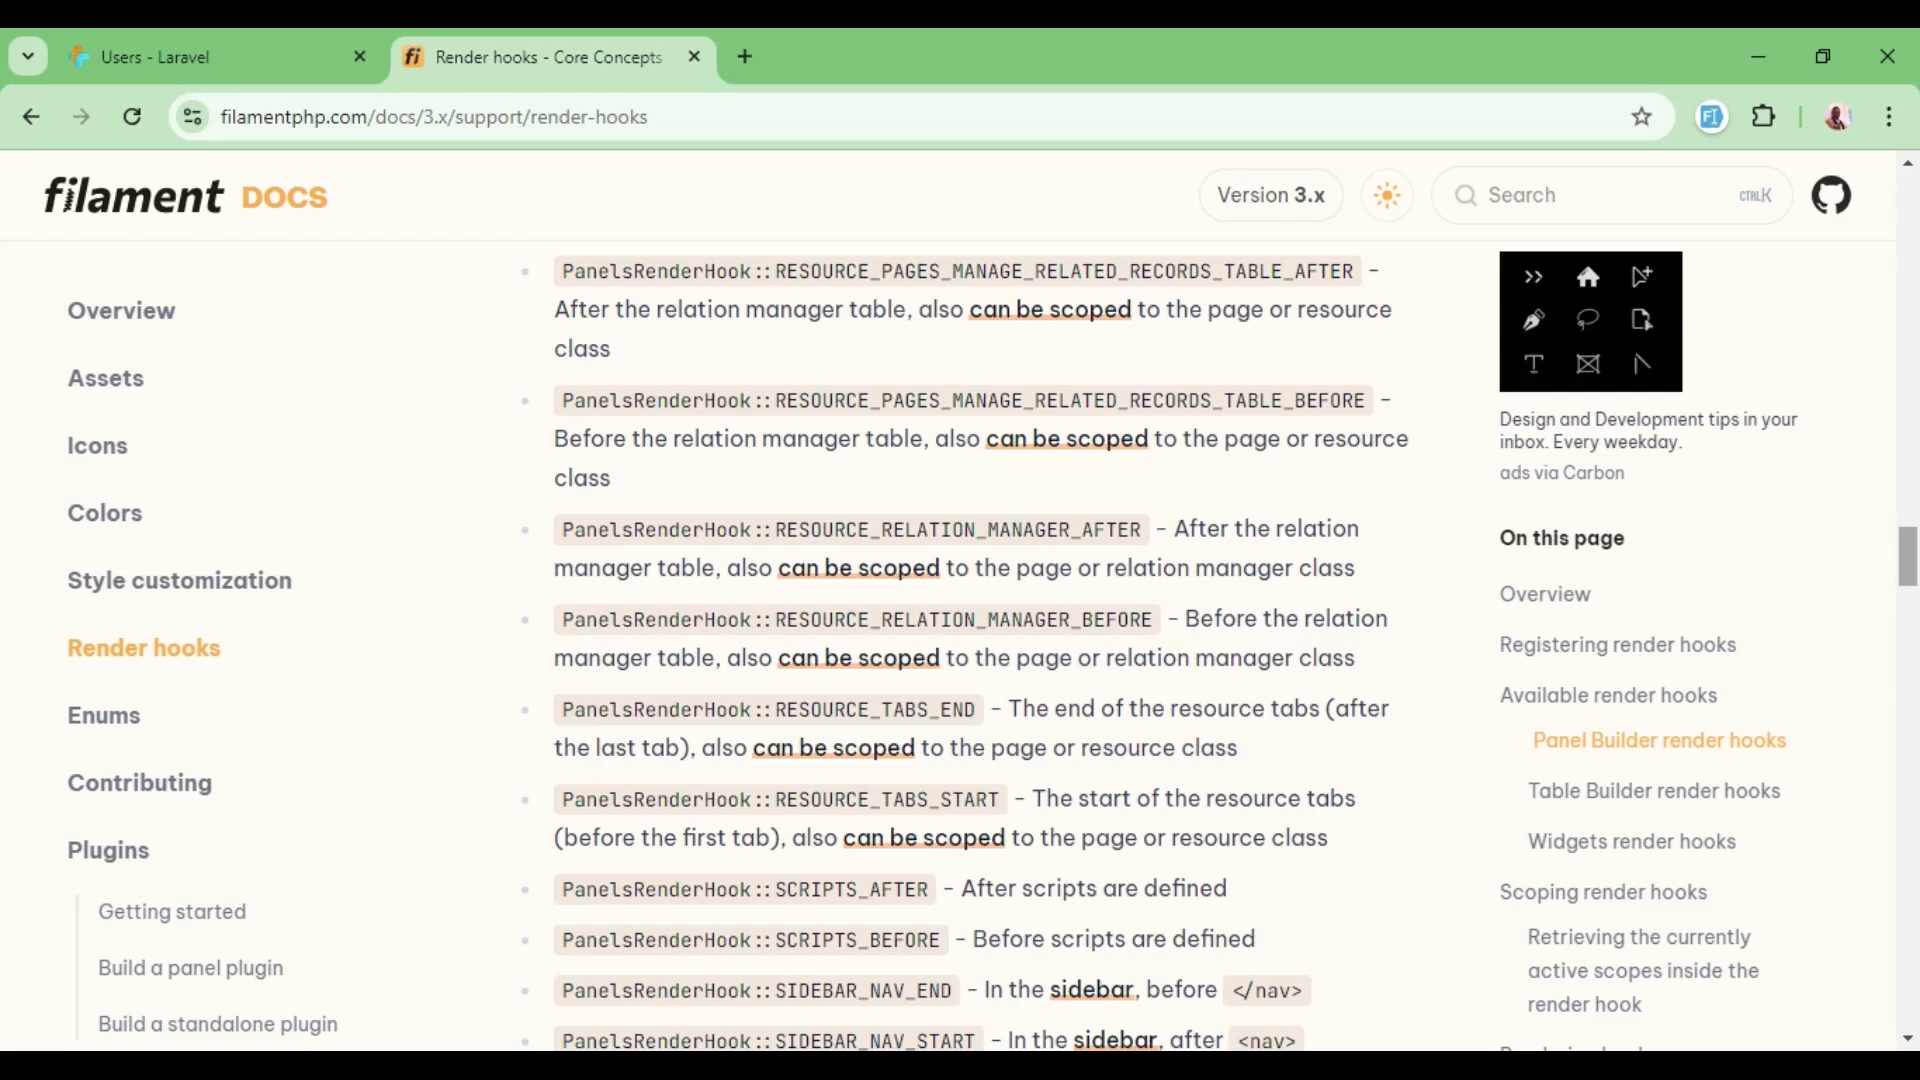 Users - Laravel
Render hooks - Core Concepts
filamentphp.com/docs/3.x/support/render-hooks
filament DOCS
Version 3.x
Search
CTRL K
Overview
Assets
Icons
Colors
Style customization
Render hooks
Enums
Contributing
Plugins
Getting started
Build a panel plugin
Build a standalone plugin
PanelsRenderHook::RESOURCE_PAGES_MANAGE_RELATED_RECORDS_TABLE_AFTER -
After the relation manager table, also can be scoped to the page or resource
class
PanelsRenderHook::RESOURCE_PAGES_MANAGE_RELATED_RECORDS_TABLE_BEFORE -
Before the relation manager table, also can be scoped to the page or resource
class
PanelsRenderHook::RESOURCE_RELATION_MANAGER_AFTER - After the relation
manager table, also can be scoped to the page or relation manager class
PanelsRenderHook::RESOURCE_RELATION_MANAGER_BEFORE - Before the relation
manager table, also can be scoped to the page or relation manager class
PanelsRenderHook::RESOURCE_TABS_END - The end of the resource tabs (after
the last tab), also can be scoped to the page or resource class
PanelsRenderHook::RESOURCE_TABS_START - The start of the resource tabs
(before the first tab), also can be scoped to the page or resource class
PanelsRenderHook::SCRIPTS_AFTER - After scripts are defined
PanelsRenderHook::SCRIPTS_BEFORE - Before scripts are defined
PanelsRenderHook::SIDEBAR_NAV_END - In the sidebar, before </nav>
PanelsRenderHook::SIDEBAR_NAV_START - In the sidebar, after <nav>
Design and Development tips in your
inbox. Every weekday.
ads via Carbon
On this page
Overview
Registering render hooks
Available render hooks
Panel Builder render hooks
Table Builder render hooks
Widgets render hooks
Scoping render hooks
Retrieving the currently
active scopes inside the
render hook